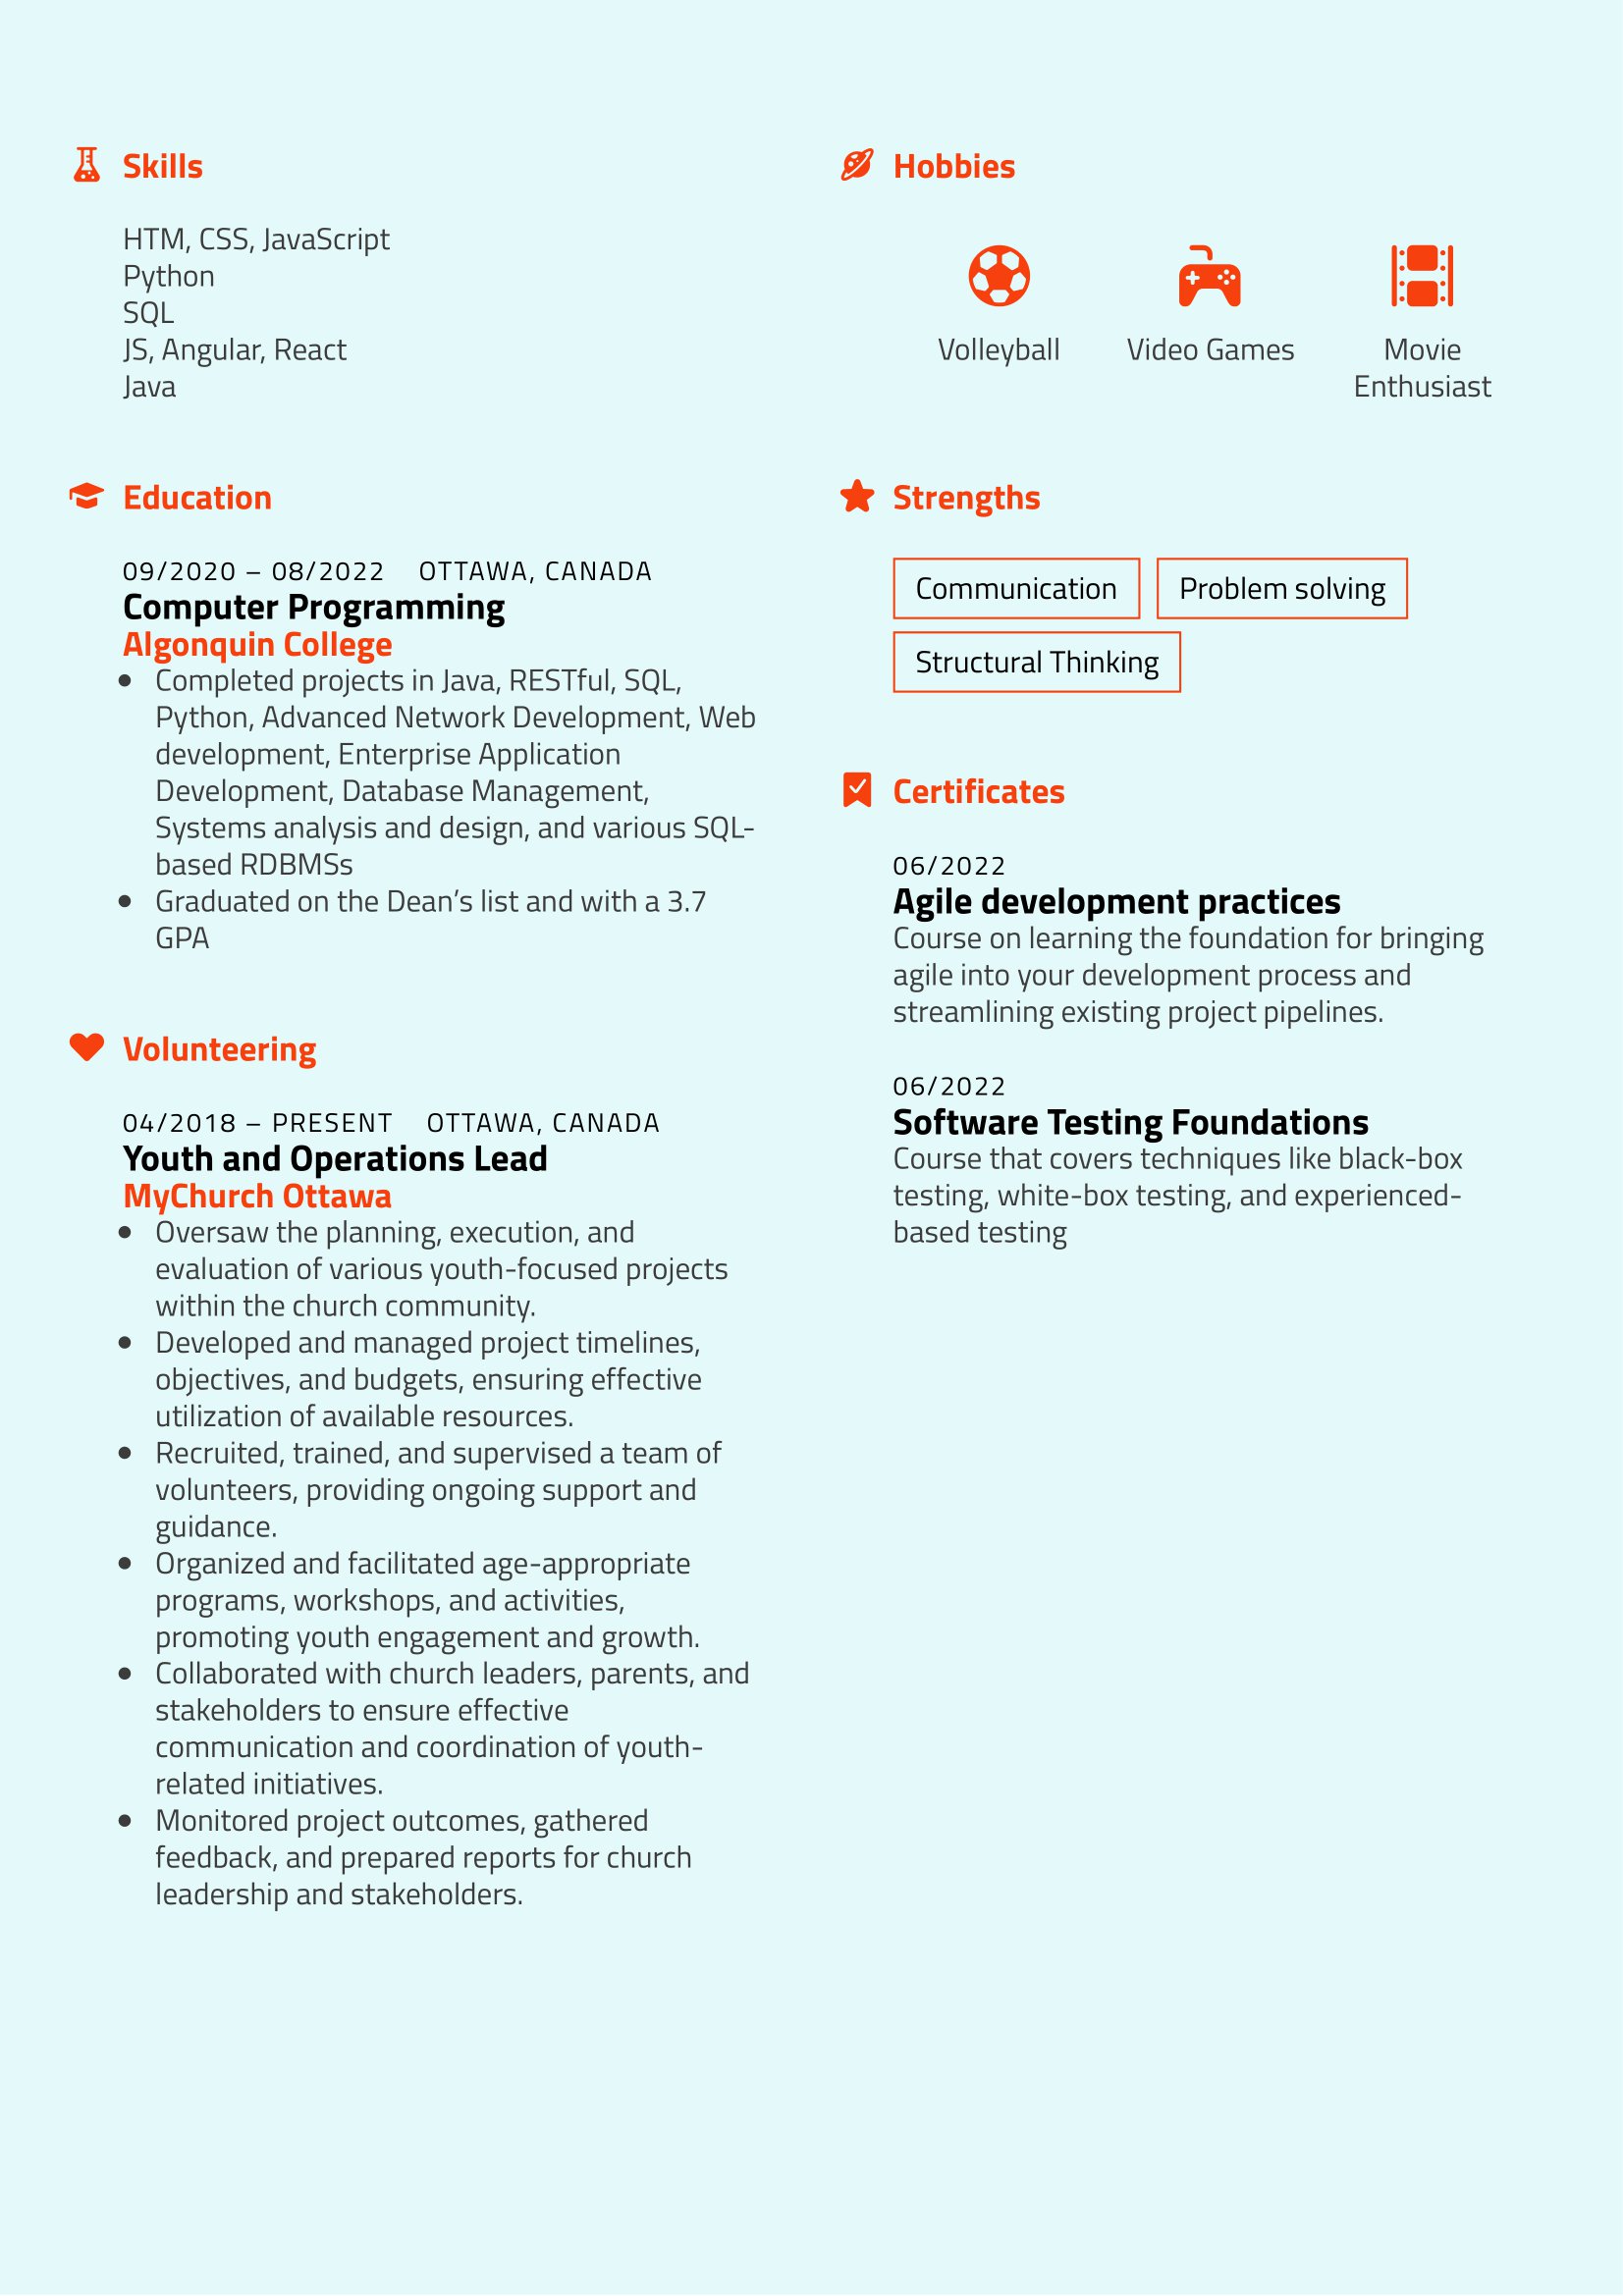 Skills
HTM, CSS, JavaScript
Python
SQL
JS, Angular, React
Java
Education
09/2020 – 08/2022 OTTAWA, CANADA
Computer Programming
Algonquin College
• Completed projects in Java, RESTful, SQL,
Python, Advanced Network Development, Web
development, Enterprise Application
Development, Database Management,
Systems analysis and design, and various SQL-
based RDBMSs
• Graduated on the Dean’s list and with a 3.7
GPA
Volunteering
04/2018 – PRESENT OTTAWA, CANADA
Youth and Operations Lead
MyChurch Ottawa
• Oversaw the planning, execution, and
evaluation of various youth-focused projects
within the church community.
• Developed and managed project timelines,
objectives, and budgets, ensuring effective
utilization of available resources.
• Recruited, trained, and supervised a team of
volunteers, providing ongoing support and
guidance.
• Organized and facilitated age-appropriate
programs, workshops, and activities,
promoting youth engagement and growth.
• Collaborated with church leaders, parents, and
stakeholders to ensure effective
communication and coordination of youth-
related initiatives.
• Monitored project outcomes, gathered
feedback, and prepared reports for church
leadership and stakeholders.
Hobbies
Volleyball
Video Games
Movie
Enthusiast
Strengths
Communication
Problem solving
Structural Thinking
Certificates
06/2022
Agile development practices
Course on learning the foundation for bringing
agile into your development process and
streamlining existing project pipelines.
06/2022
Software Testing Foundations
Course that covers techniques like black-box
testing, white-box testing, and experienced-
based testing